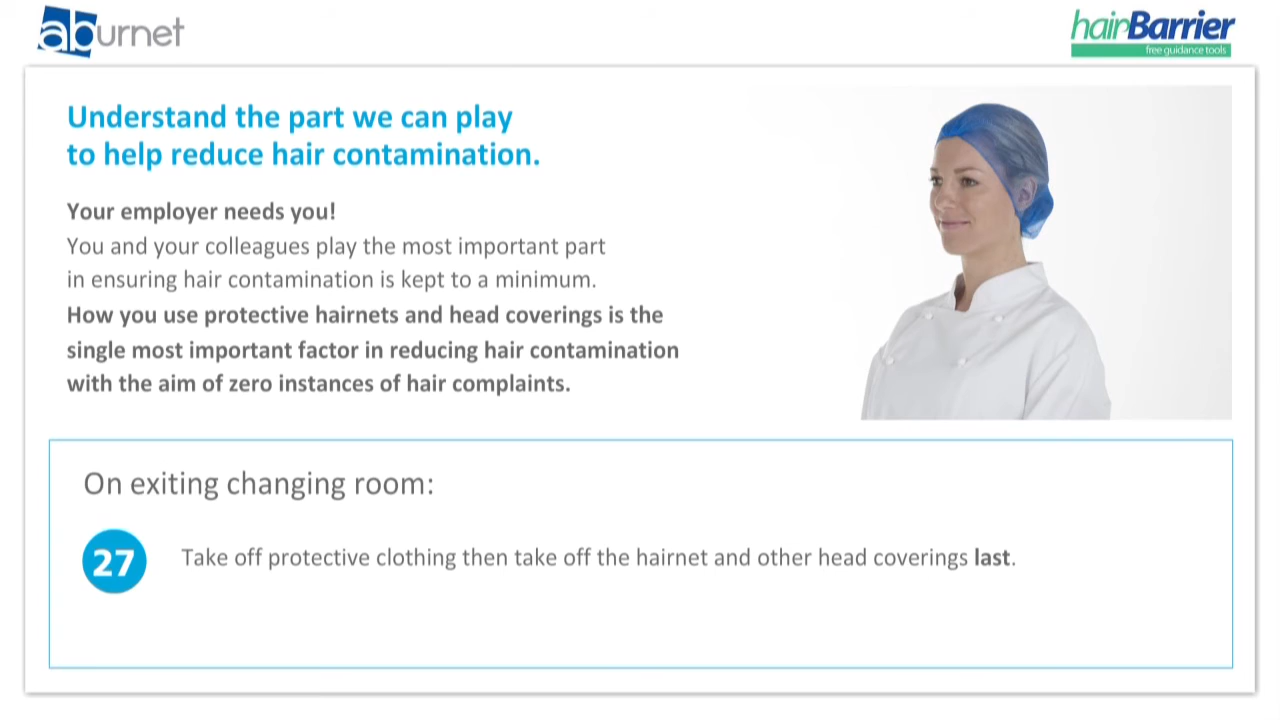 aburnet
hairBarrier
free guidance tools
Understand the part we can play
to help reduce hair contamination.
Your employer needs you!
You and your colleagues play the most important part
in ensuring hair contamination is kept to a minimum.
How you use protective hairnets and head coverings is the
single most important factor in reducing hair contamination
with the aim of zero instances of hair complaints.
On exiting changing room:
27 Take off protective clothing then take off the hairnet and other head coverings last.